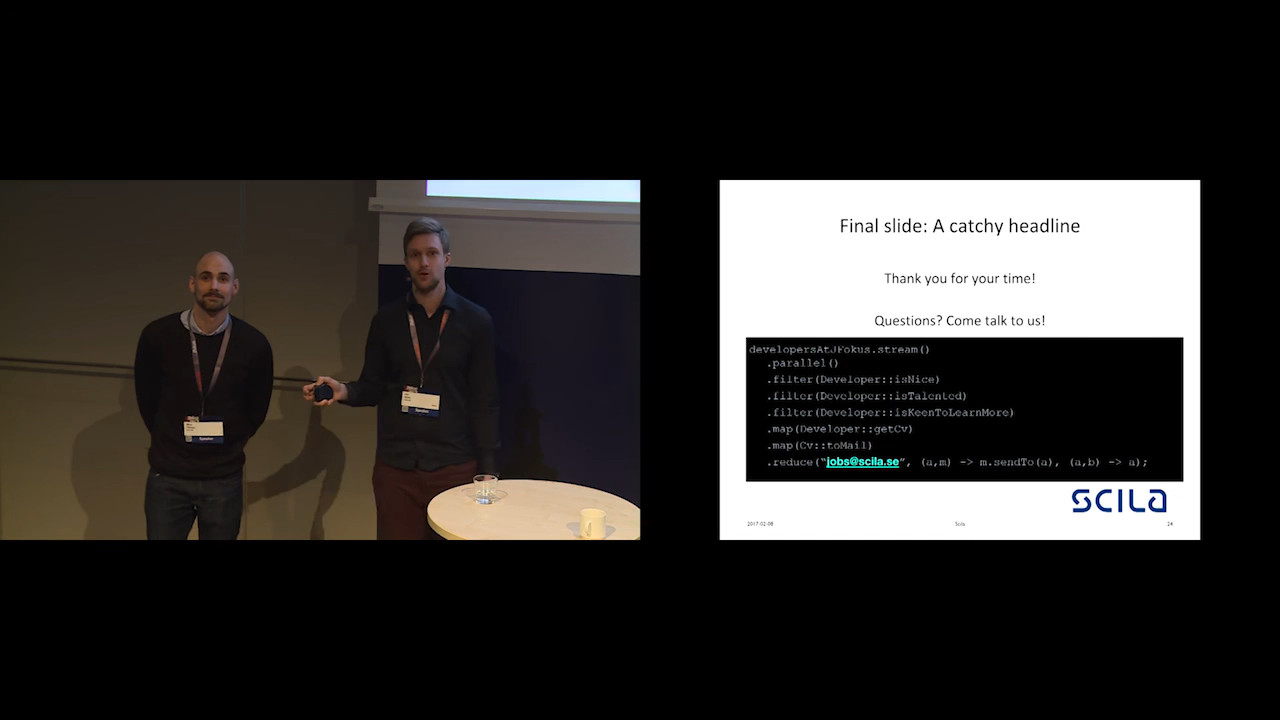 Final slide: A catchy headline
Thank you for your time!
Questions? Come talk to us!
developersAtJFokus.stream()
.parallel()
.filter(Developer::isNice)
.filter(Developer::isTalented)
.filter(Developer::isKeenToLearnMore)
.map(Developer::getCv)
.map(Cv::toMail)
.reduce("jobs@scila.se", (a,m) -> m.sendTo(a), (a,b) -> a);
SCILA
2017-02-08 Scila 24
Speaker
Speaker